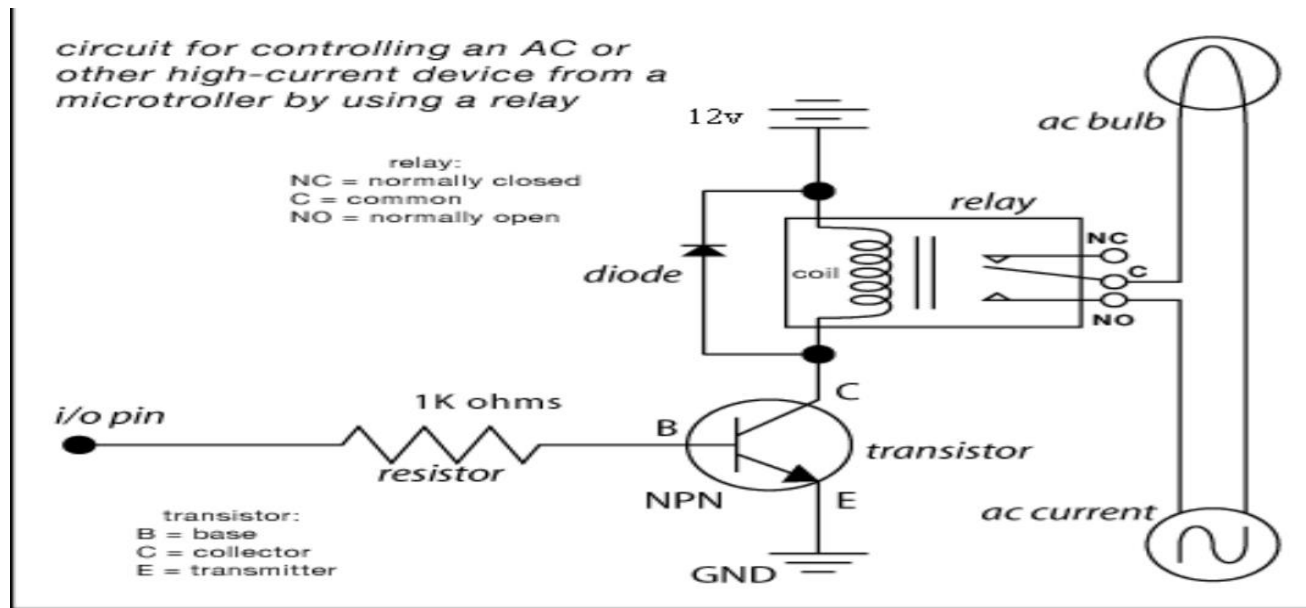 circuit for controlling an AC or
other high-current device from a
microtroller by using a relay
12v
ac bulb
relay:
NC = normally closed
C = common
NO = normally open
relay
NC
diode
coil
C
NO
C
1K ohms
i/o pin
B
transistor
resistor
NPN
E
ac current
transistor:
B = base
C = collector
E = transmitter
GND